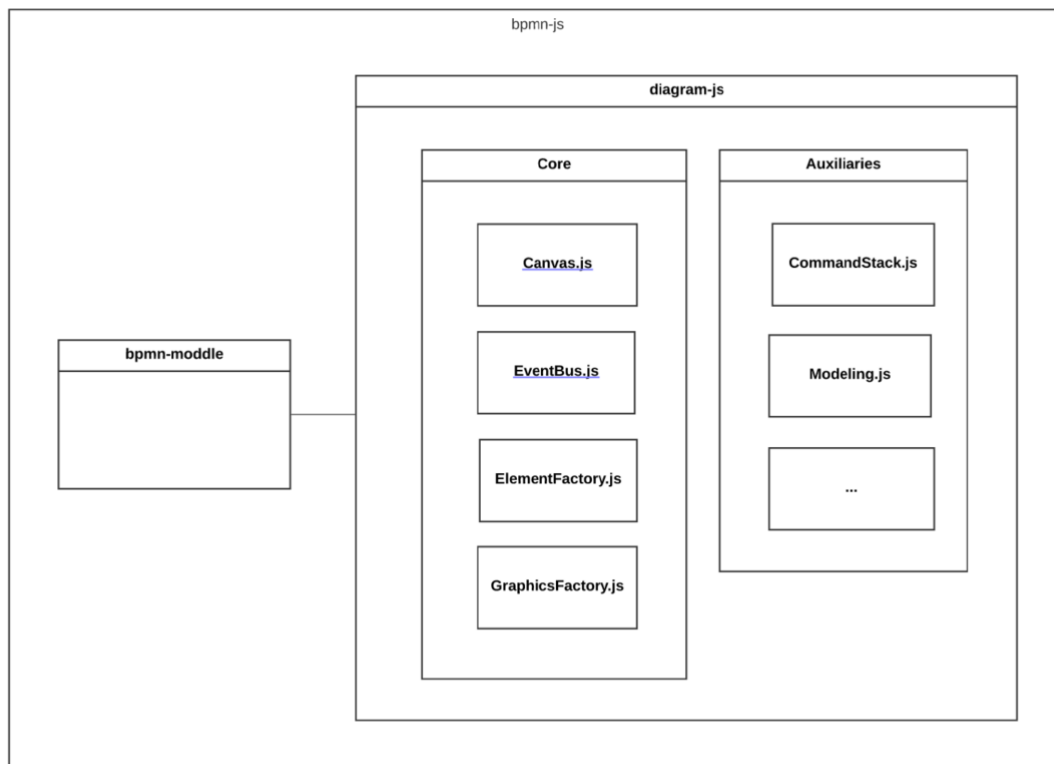 bpmn-js
diagram-js
Core
Auxiliaries
Canvas.js
CommandStack.js
EventBus.js
Modeling.js
bpmn-moddle
ElementFactory.js
...
GraphicsFactory.js